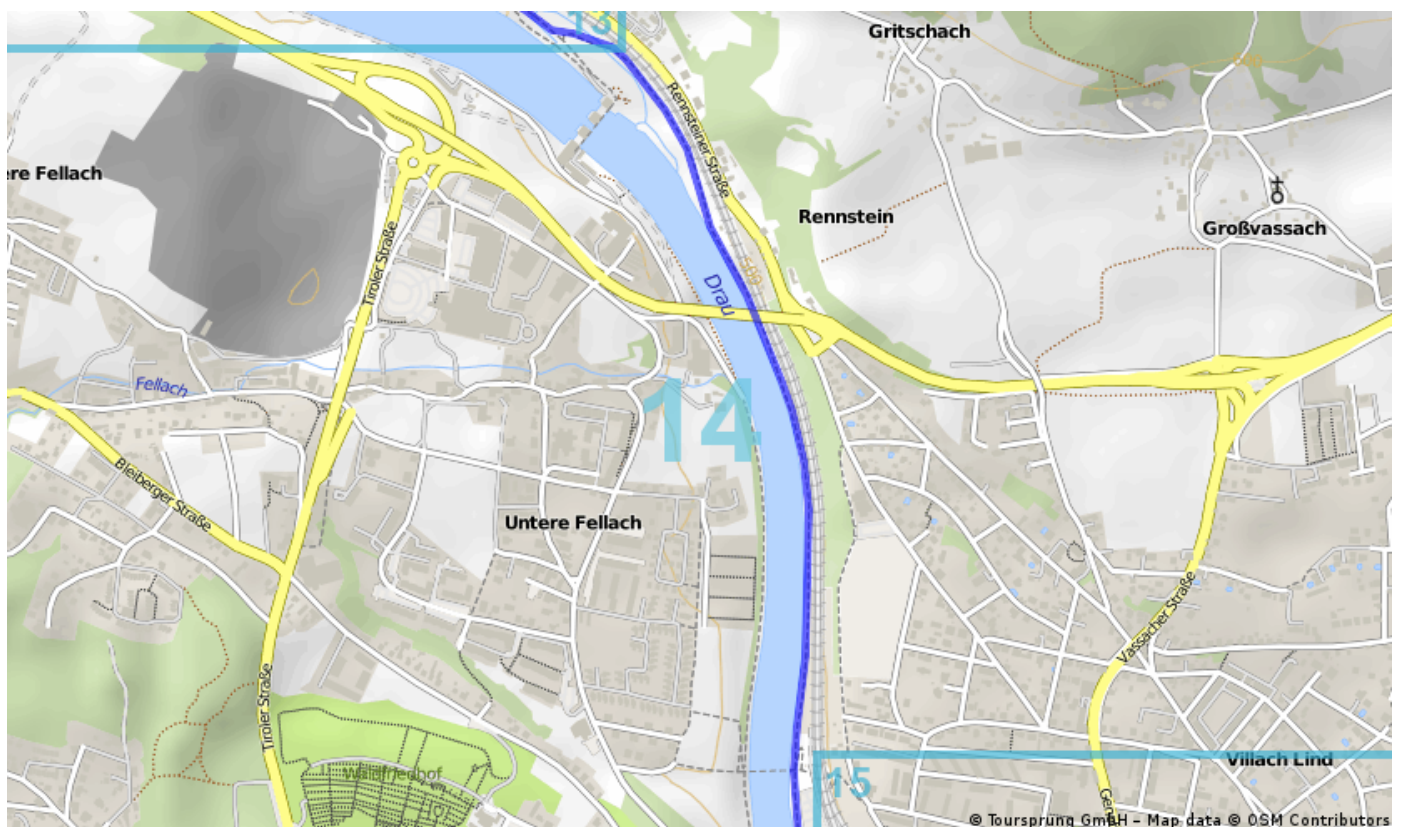 13
Gritschach
Rennsteiner Straße
ere Fellach
Rennstein
Großvassach
Tiroler Straße
Drau
Fellach
14
Bleiberger Straße
Untere Fellach
Vassacher Straße
Tiroler Straße
Villach Lind
Waldfriedhof
15
© Toursprung GmbH – Map data © OSM Contributors